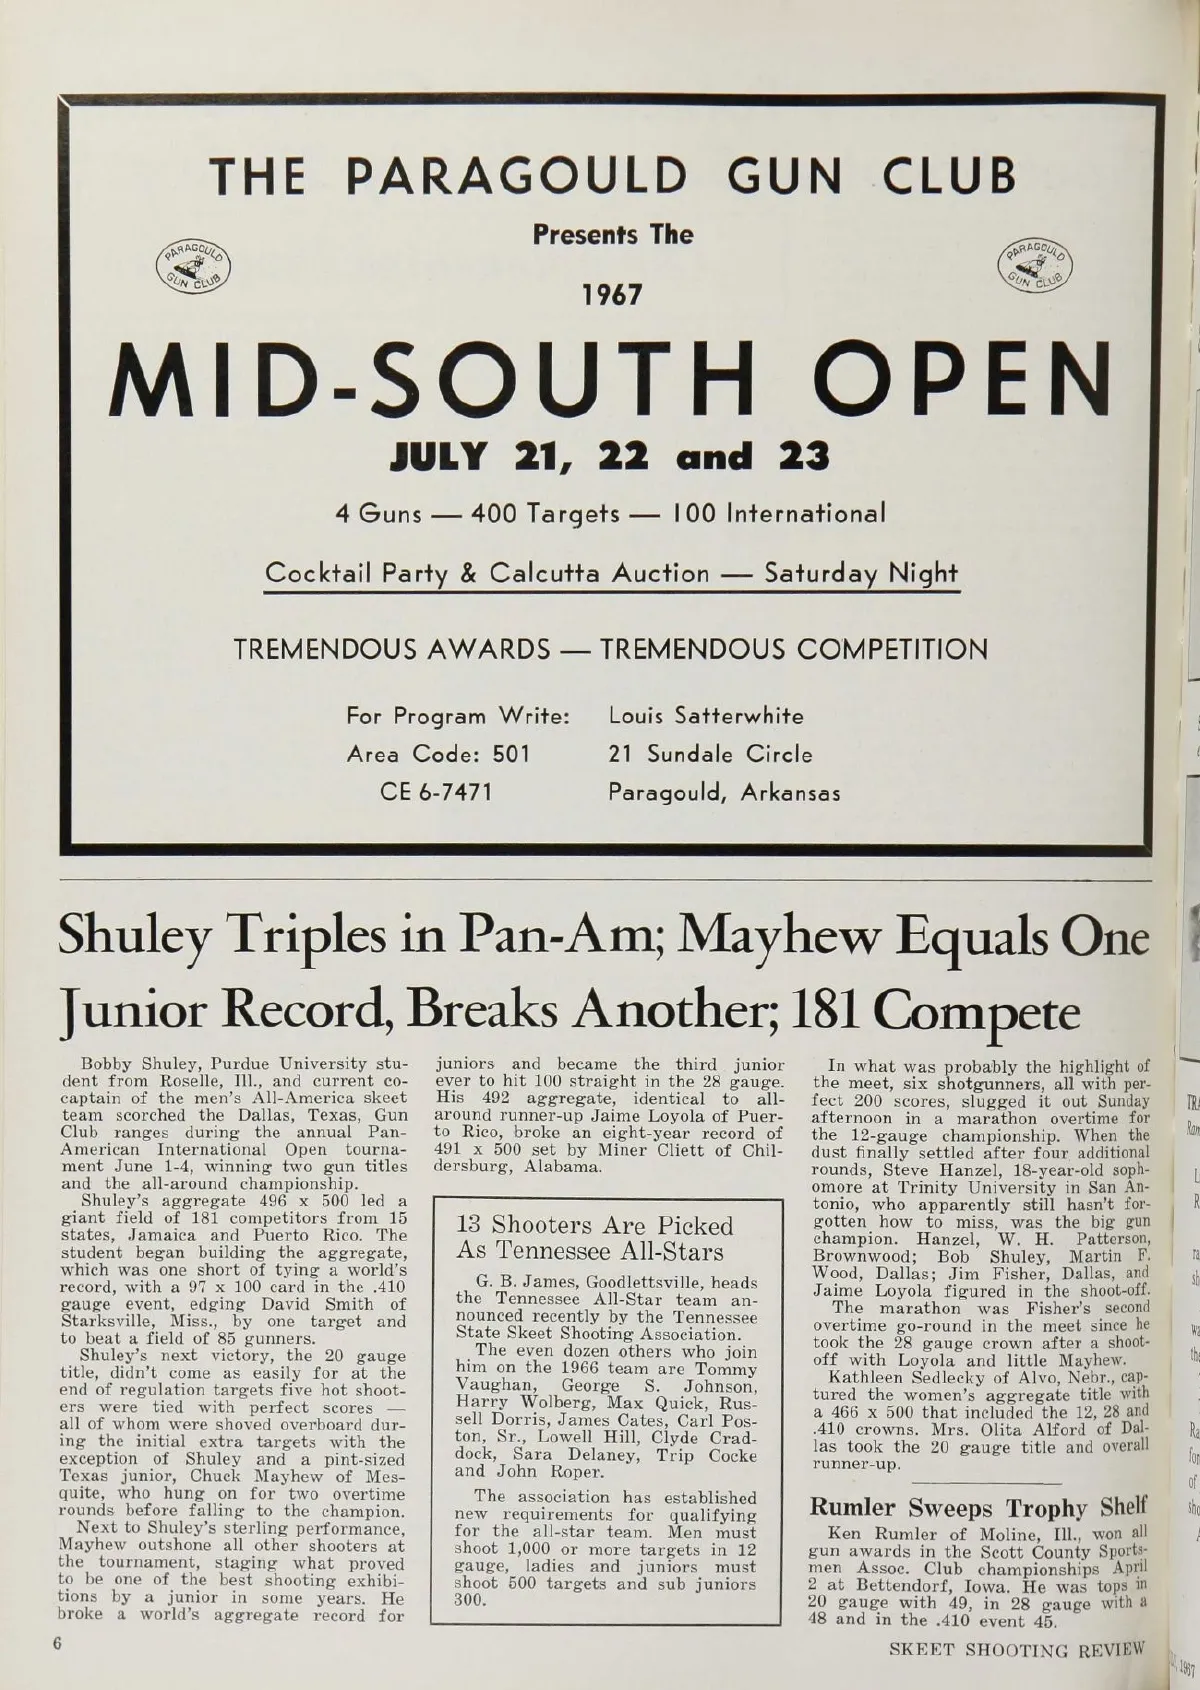 THE PARAGOULD GUN CLUB
Presents The
PARAGOULD
GUN CLUB
PARAGOULD
GUN CLUB
1967
MID-SOUTH OPEN
JULY 21, 22 and 23
4 Guns — 400 Targets — 100 International
Cocktail Party & Calcutta Auction — Saturday Night
TREMENDOUS AWARDS — TREMENDOUS COMPETITION
For Program Write: Louis Satterwhite
Area Code: 501 21 Sundale Circle
CE 6-7471 Paragould, Arkansas
Shuley Triples in Pan-Am; Mayhew Equals One
Junior Record, Breaks Another; 181 Compete
Bobby Shuley, Purdue University stu-
dent from Roselle, Ill., and current co-
captain of the men's All-America skeet
team scorched the Dallas, Texas, Gun
Club ranges during the annual Pan-
American International Open tourna-
ment June 1-4, winning two gun titles
and the all-around championship.
Shuley's aggregate 496 x 500 led a
giant field of 181 competitors from 15
states, Jamaica and Puerto Rico. The
student began building the aggregate,
which was one short of tying a world's
record, with a 97 x 100 card in the .410
gauge event, edging David Smith of
Starksville, Miss., by one target and
to beat a field of 85 gunners.
Shuley's next victory, the 20 gauge
title, didn't come as easily for at the
end of regulation targets five hot shoot-
ers were tied with perfect scores —
all of whom were shoved overboard dur-
ing the initial extra targets with the
exception of Shuley and a pint-sized
Texas junior, Chuck Mayhew of Mes-
quite, who hung on for two overtime
rounds before falling to the champion.
Next to Shuley's sterling performance,
Mayhew outshone all other shooters at
the tournament, staging what proved
to be one of the best shooting exhibi-
tions by a junior in some years. He
broke a world's aggregate record for
juniors and became the third junior
ever to hit 100 straight in the 28 gauge.
His 492 aggregate, identical to all-
around runner-up Jaime Loyola of Puer-
to Rico, broke an eight-year record of
491 x 500 set by Miner Cliett of Chil-
dersburg, Alabama.
13 Shooters Are Picked
As Tennessee All-Stars
G. B. James, Goodlettsville, heads
the Tennessee All-Star team an-
nounced recently by the Tennessee
State Skeet Shooting Association.
The even dozen others who join
him on the 1966 team are Tommy
Vaughan, George S. Johnson,
Harry Wolberg, Max Quick, Rus-
sell Dorris, James Cates, Carl Pos-
ton, Sr., Lowell Hill, Clyde Crad-
dock, Sara Delaney, Trip Cocke
and John Roper.
The association has established
new requirements for qualifying
for the all-star team. Men must
shoot 1,000 or more targets in 12
gauge, ladies and juniors must
shoot 500 targets and sub juniors
300.
In what was probably the highlight of
the meet, six shotgunners, all with per-
fect 200 scores, slugged it out Sunday
afternoon in a marathon overtime for
the 12-gauge championship. When the
dust finally settled after four additional
rounds, Steve Hanzel, 18-year-old soph-
omore at Trinity University in San An-
tonio, who apparently still hasn't for-
gotten how to miss, was the big gun
champion. Hanzel, W. H. Patterson,
Brownwood; Bob Shuley, Martin F.
Wood, Dallas; Jim Fisher, Dallas, and
Jaime Loyola figured in the shoot-off.
The marathon was Fisher's second
overtime go-round in the meet since he
took the 28 gauge crown after a shoot-
off with Loyola and little Mayhew.
Kathleen Sedlecky of Alvo, Nebr., cap-
tured the women's aggregate title with
a 466 x 500 that included the 12, 28 and
.410 crowns. Mrs. Olita Alford of Dal-
las took the 20 gauge title and overall
runner-up.
Rumler Sweeps Trophy Shelf
Ken Rumler of Moline, Ill., won all
gun awards in the Scott County Sports-
men Assoc. Club championships April
2 at Bettendorf, Iowa. He was tops in
20 gauge with 49, in 28 gauge with a
48 and in the .410 event 45.
6
SKEET SHOOTING REVIEW